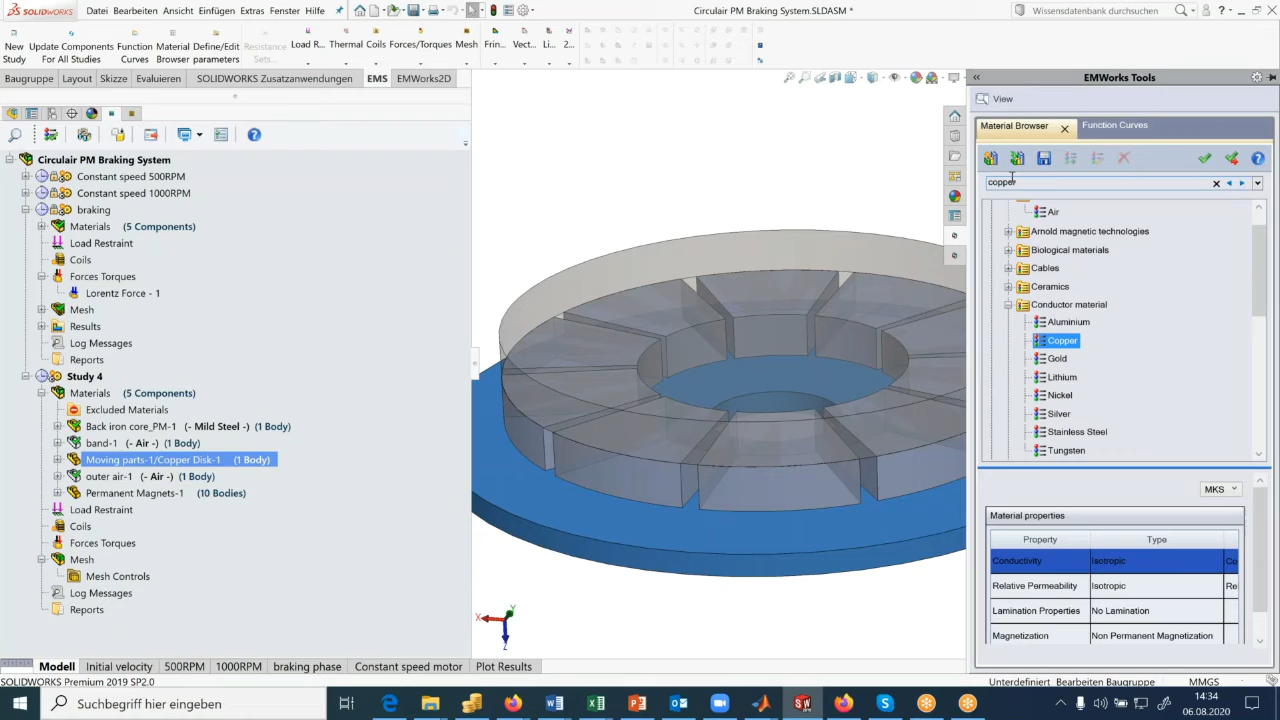 SOLIDWORKS
Datei Bearbeiten Ansicht Einfügen Extras Fenster Hilfe
Circulair PM Braking System.SLDASM *
Wissensdatenbank durchsuchen
New Study
Update Components For All Studies
Function Curves
Material Browser
Define/Edit parameters
Resistance Sets...
Load R...
Thermal
Coils
Forces/Torques
Mesh
Frin...
Vect...
Li...
2...
Baugruppe Layout Skizze Evaluieren SOLIDWORKS Zusatzanwendungen EMS EMWorks2D
Circulair PM Braking System
Constant speed 500RPM
Constant speed 1000RPM
braking
Materials (5 Components)
Load Restraint
Coils
Forces Torques
Lorentz Force - 1
Mesh
Results
Log Messages
Reports
Study 4
Materials (5 Components)
Excluded Materials
Back iron core_PM-1 (- Mild Steel -) (1 Body)
band-1 (- Air -) (1 Body)
Moving parts-1/Copper Disk-1 (1 Body)
outer air-1 (- Air -) (1 Body)
Permanent Magnets-1 (10 Bodies)
Load Restraint
Coils
Forces Torques
Mesh
Mesh Controls
Log Messages
Reports
X
Y
Z
EMWorks Tools
View
Material Browser
Function Curves
copper
Air
Arnold magnetic technologies
Biological materials
Cables
Ceramics
Conductor material
Aluminium
Copper
Gold
Lithium
Nickel
Silver
Stainless Steel
Tungsten
MKS
Material properties
Property Type
Conductivity Isotropic Co
Relative Permeability Isotropic Re
Lamination Properties No Lamination
Magnetization Non Permanent Magnetization
Modell Initial velocity 500RPM 1000RPM braking phase Constant speed motor Plot Results
SOLIDWORKS Premium 2019 SP2.0
Unterdefiniert Bearbeiten Baugruppe MMGS
Suchbegriff hier eingeben
14:34
06.08.2020